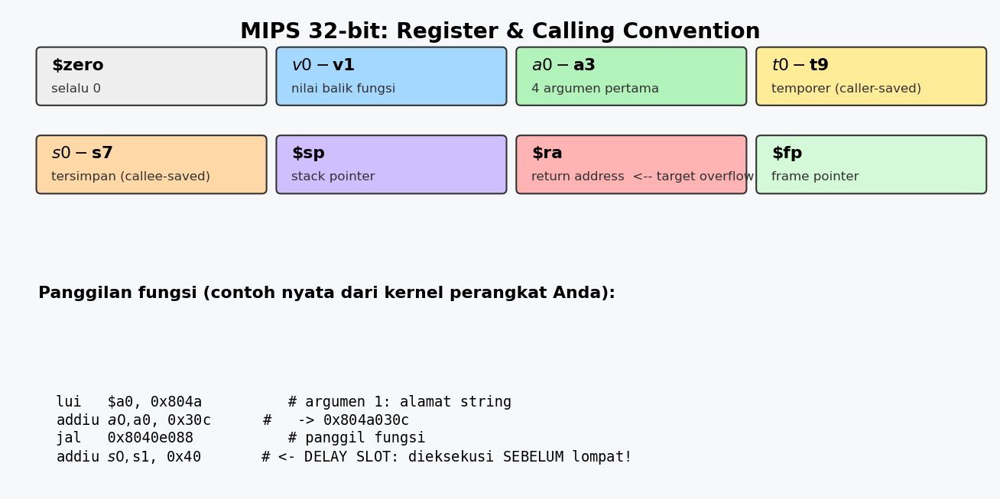 MIPS 32-bit: Register & Calling Convention
$zero
selalu 0
v0 − v1
nilai balik fungsi
a0 − a3
4 argumen pertama
t0 − t9
temporer (caller-saved)
s0 − s7
tersimpan (callee-saved)
$sp
stack pointer
$ra
return address  <-- target overflow
$fp
frame pointer
Panggilan fungsi (contoh nyata dari kernel perangkat Anda):
lui   $a0, 0x804a          # argumen 1: alamat string
addiu a0,a0, 0x30c      #   -> 0x804a030c
jal   0x8040e088           # panggil fungsi
addiu s0,s1, 0x40       # <- DELAY SLOT: dieksekusi SEBELUM lompat!